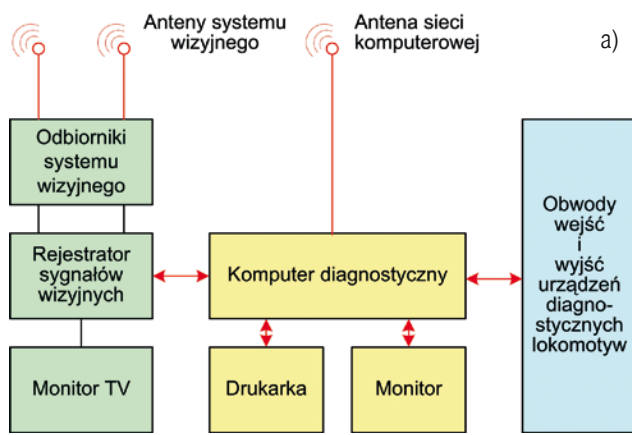 Anteny systemu
wizyjnego
Antena sieci
komputerowej
a)
Odbiorniki
systemu
wizyjnego
Rejestrator
sygnałów
wizyjnych
Monitor TV
Komputer diagnostyczny
Drukarka
Monitor
Obwody
wejść
i
wyjść
urządzeń
diagno-
stycznych
lokomotyw